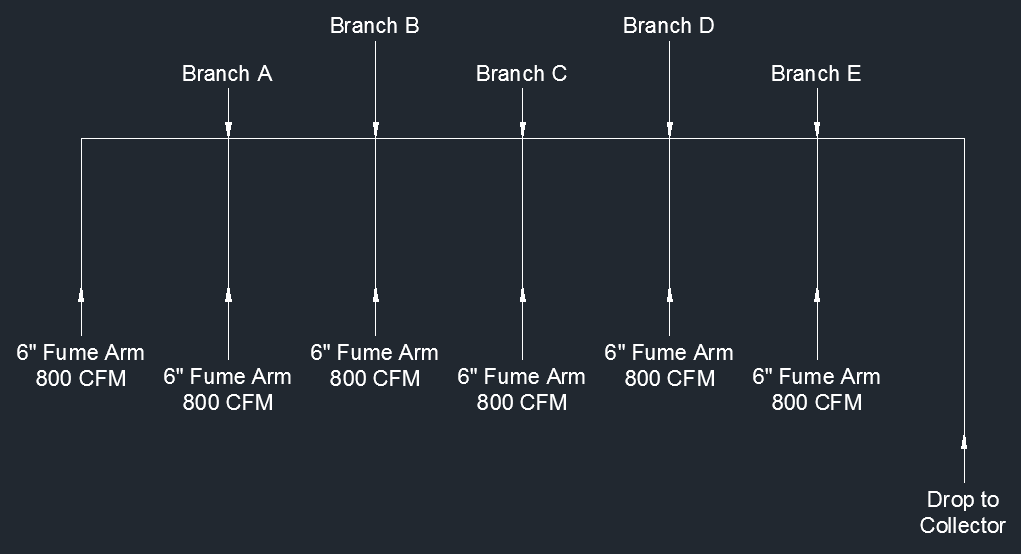 Branch B
Branch D
Branch A
Branch C
Branch E
6" Fume Arm
800 CFM
6" Fume Arm
800 CFM
6" Fume Arm
800 CFM
6" Fume Arm
800 CFM
6" Fume Arm
800 CFM
6" Fume Arm
800 CFM
Drop to
Collector